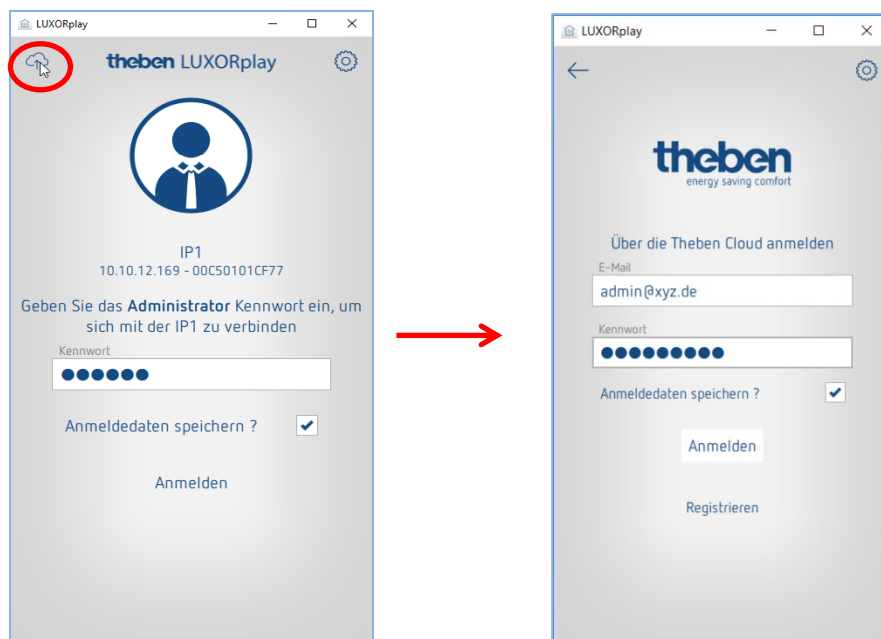 LUXORplay
theben LUXORplay
IP1
10.10.12.169 - 00C50101CF77
Geben Sie das Administrator Kennwort ein, um
sich mit der IP1 zu verbinden
Kennwort
Anmeldedaten speichern ?
Anmelden
LUXORplay
theben
energy saving comfort
Über die Theben Cloud anmelden
E-Mail
admin@xyz.de
Kennwort
Anmeldedaten speichern ?
Anmelden
Registrieren